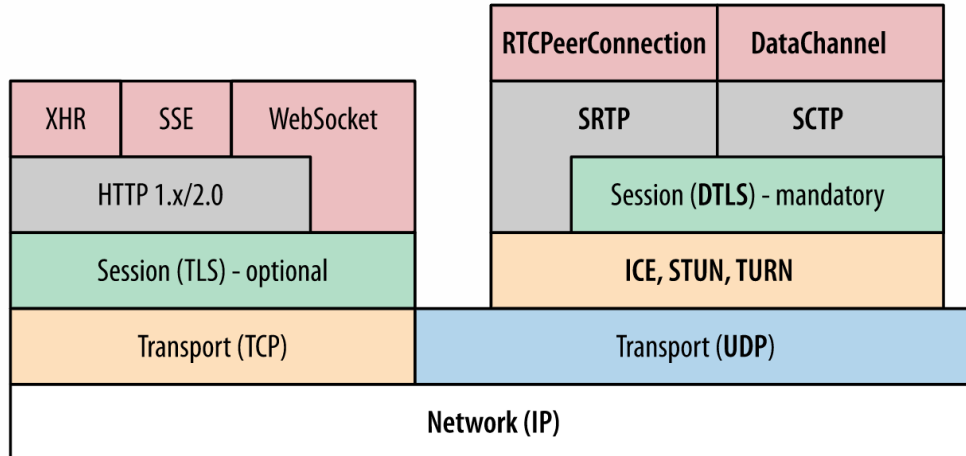 RTCPeerConnection DataChannel
XHR SSE WebSocket SRTP SCTP
HTTP 1.x/2.0 Session (DTLS) - mandatory
Session (TLS) - optional ICE, STUN, TURN
Transport (TCP) Transport (UDP)
Network (IP)